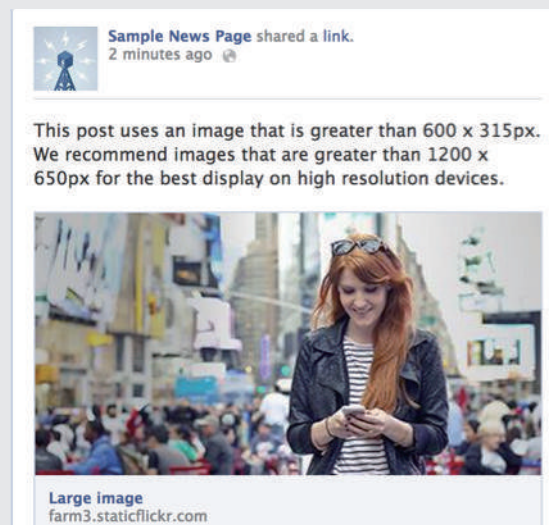 Sample News Page shared a link.
2 minutes ago
This post uses an image that is greater than 600 x 315px.
We recommend images that are greater than 1200 x
650px for the best display on high resolution devices.
Large image
farm3.staticflickr.com